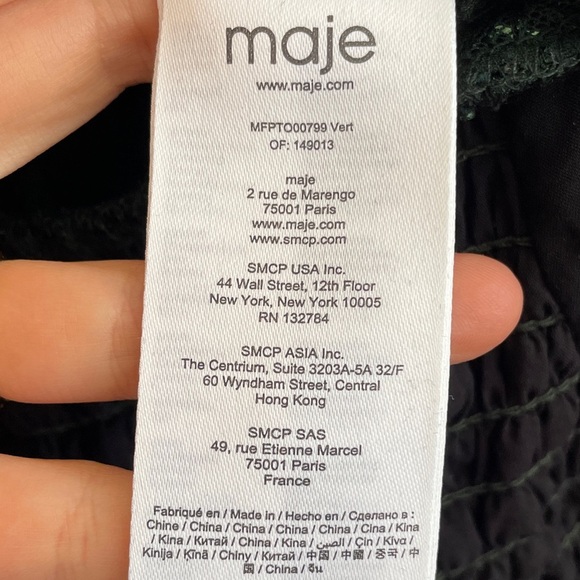 maje
www.maje.com
MFPTO00799 Vert
OF: 149013
maje
2 rue de Marengo
75001 Paris
www.maje.com
www.smcp.com
SMCP USA Inc.
44 Wall Street, 12th Floor
New York, New York 10005
RN 132784
SMCP ASIA Inc.
The Centrium, Suite 3203A-5A 32/F
60 Wyndham Street, Central
Hong Kong
SMCP SAS
49, rue Etienne Marcel
75001 Paris
France
Fabriqué en / Made in / Hecho en / Сделано в :
Chine / China / China / China / China / Cina / Kina
/ Kina / Китай / China / Kina / الصين / Çin / Κίνα /
Kinija / Ķīnā / Chiny / Китай / 中国 / 中國 / 중국 / 中
国 / China / จีน